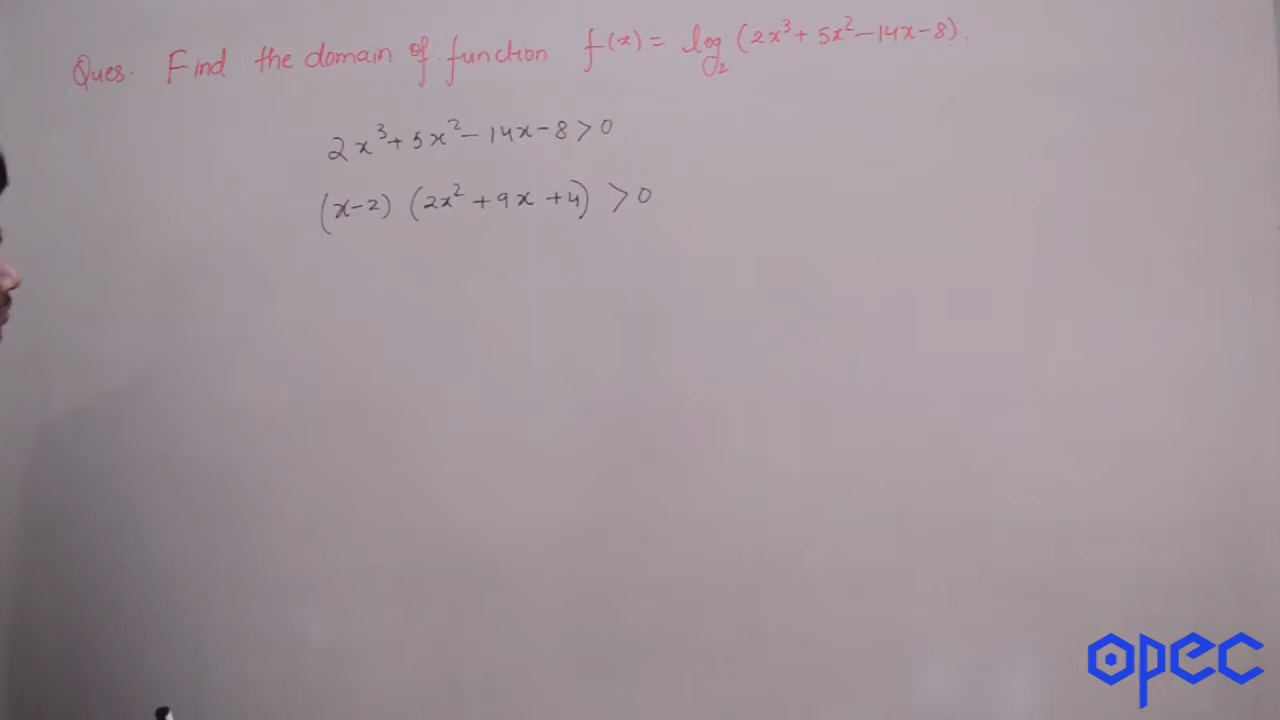 Ques. Find the domain of function f(x) = log₂ (2x³ + 5x² - 14x - 8).
2x³ + 5x² - 14x - 8 > 0
(x-2) (2x² + 9x + 4) > 0
opec